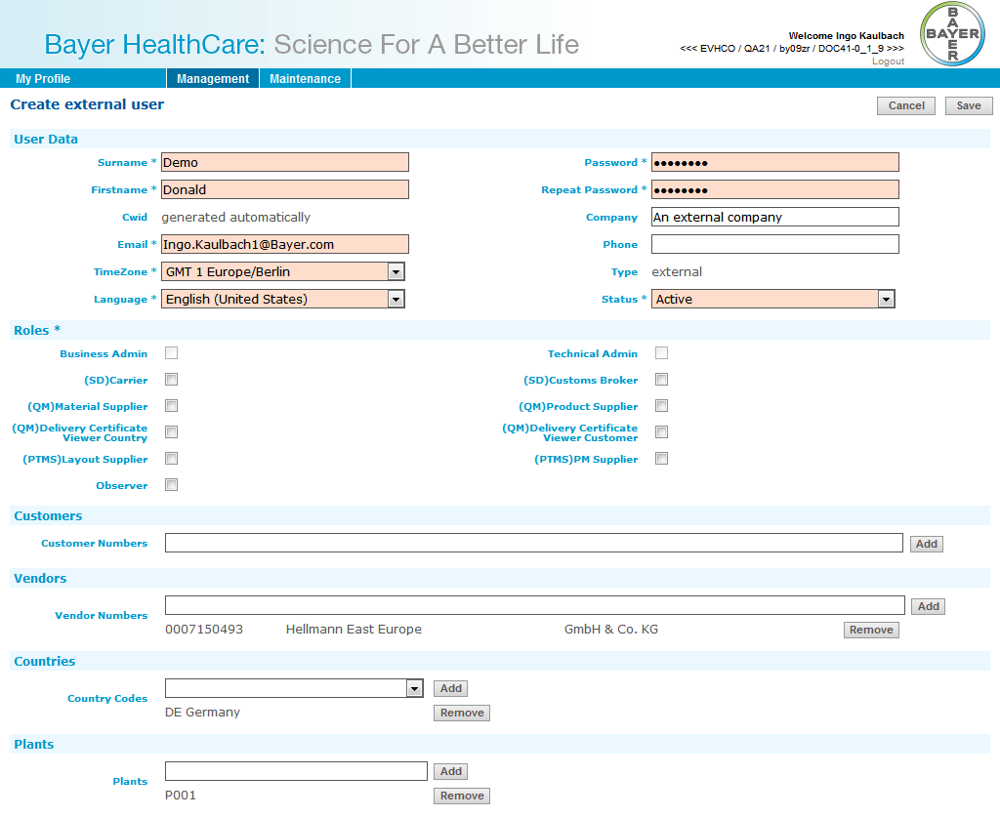 Bayer HealthCare: Science For A Better Life
Welcome Ingo Kaulbach
<<< EVHCO / QA21 / by09zr / DOC41-0_1_9 >>>
Logout
BAYER
BAYER
My Profile Management Maintenance
Create external user Cancel Save
User Data
Surname * Demo Password * ●●●●●●●●
Firstname * Donald Repeat Password * ●●●●●●●●
Cwid generated automatically Company An external company
Email * Ingo.Kaulbach1@Bayer.com Phone
TimeZone * GMT 1 Europe/Berlin Type external
Language * English (United States) Status * Active
Roles *
Business Admin Technical Admin
(SD)Carrier (SD)Customs Broker
(QM)Material Supplier (QM)Product Supplier
(QM)Delivery Certificate (QM)Delivery Certificate
Viewer Country Viewer Customer
(PTMS)Layout Supplier (PTMS)PM Supplier
Observer
Customers
Customer Numbers Add
Vendors
Vendor Numbers Add
0007150493 Hellmann East Europe GmbH & Co. KG Remove
Countries
Country Codes Add
DE Germany Remove
Plants
Plants Add
P001 Remove